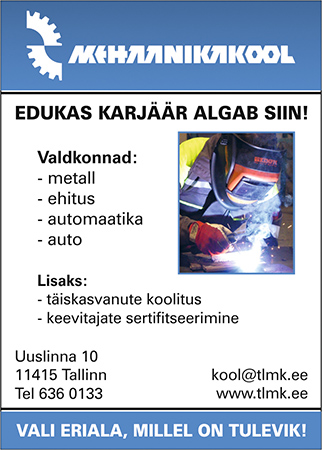 MEHAANIKAKOOL
EDUKAS KARJÄÄR ALGAB SIIN!
Valdkonnad:
- metall
- ehitus
- automaatika
- auto
Lisaks:
- täiskasvanute koolitus
- keevitajate sertifitseerimine
Uuslinna 10
11415 Tallinn kool@tlmk.ee
Tel 636 0133 www.tlmk.ee
VALI ERIALA, MILLEL ON TULEVIK!